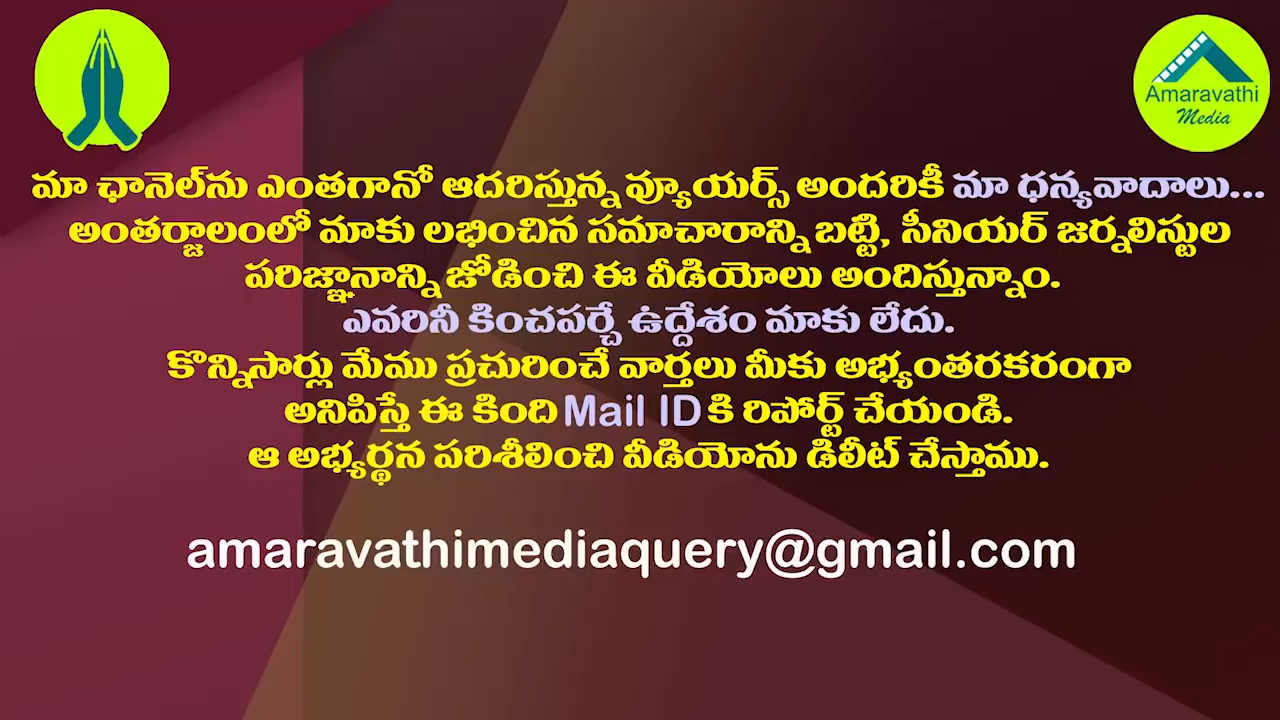 Amaravathi
Media
మా ఛానెల్‌ను ఎంతగానో ఆదరిస్తున్న వ్యూయర్స్ అందరికీ మా ధన్యవాదాలు...
అంతర్జాలంలో మాకు లభించిన సమాచారాన్ని బట్టి, సీనియర్ జర్నలిస్టుల
పరిజ్ఞానాన్ని జోడించి ఈ వీడియోలు అందిస్తున్నాం.
ఎవరినీ కించపర్చే ఉద్దేశం మాకు లేదు.
కొన్నిసార్లు మేము ప్రచురించే వార్తలు మీకు అభ్యంతరకరంగా
అనిపిస్తే ఈ కింది Mail ID కి రిపోర్ట్ చేయండి.
ఆ అభ్యర్థన పరిశీలించి వీడియోను డిలీట్ చేస్తాము.
amaravathimediaquery@gmail.com